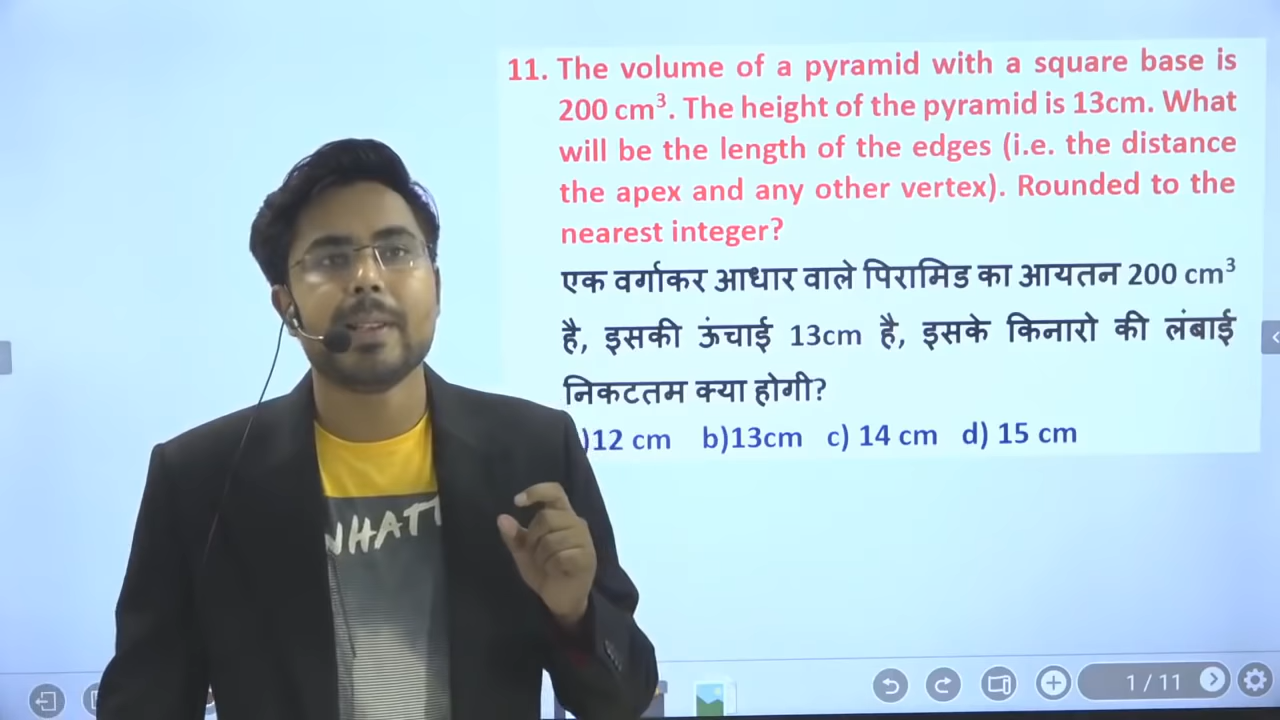 11. The volume of a pyramid with a square base is
200 cm³. The height of the pyramid is 13cm. What
will be the length of the edges (i.e. the distance
the apex and any other vertex). Rounded to the
nearest integer?
एक वर्गाकर आधार वाले पिरामिड का आयतन 200 cm³
है, इसकी ऊंचाई 13cm है, इसके किनारो की लंबाई
निकटतम क्या होगी?
)12 cm b)13cm c) 14 cm d) 15 cm
1 / 11